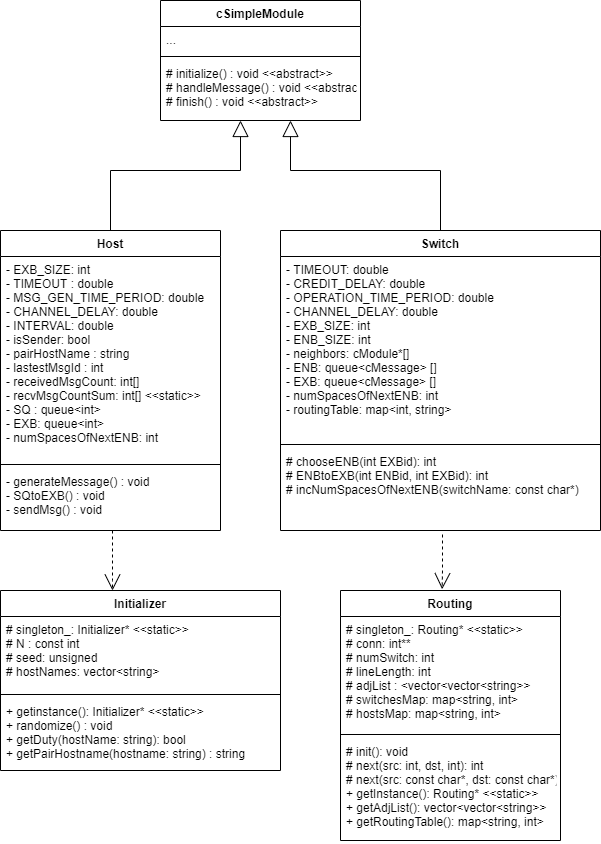 cSimpleModule
...
# initialize() : void <<abstract>>
# handleMessage() : void <<abstrac
# finish() : void <<abstract>>
Host
- EXB_SIZE: int
- TIMEOUT : double
- MSG_GEN_TIME_PERIOD: double
- CHANNEL_DELAY: double
- INTERVAL: double
- isSender: bool
- pairHostName : string
- lastestMsgId : int
- receivedMsgCount: int[]
- recvMsgCountSum: int[] <<static>>
- SQ : queue<int>
- EXB: queue<int>
- numSpacesOfNextENB: int
- generateMessage() : void
- SQtoEXB() : void
- sendMsg() : void
Switch
- TIMEOUT: double
- CREDIT_DELAY: double
- OPERATION_TIME_PERIOD: double
- CHANNEL_DELAY: double
- EXB_SIZE: int
- ENB_SIZE: int
- neighbors: cModule*[]
- ENB: queue<cMessage> []
- EXB: queue<cMessage> []
- numSpacesOfNextENB: int
- routingTable: map<int, string>
# chooseENB(int EXBid): int
# ENBtoEXB(int ENBid, int EXBid): int
# incNumSpacesOfNextENB(switchName: const char*)
Initializer
# singleton_: Initializer* <<static>>
# N : const int
# seed: unsigned
# hostNames: vector<string>
+ getinstance(): Initializer* <<static>>
+ randomize() : void
+ getDuty(hostName: string): bool
+ getPairHostname(hostname: string) : string
Routing
# singleton_: Routing* <<static>>
# conn: int**
# numSwitch: int
# lineLength: int
# adjList : <vector<vector<string>>
# switchesMap: map<string, int>
# hostsMap: map<string, int>
# init(): void
# next(src: int, dst, int): int
# next(src: const char*, dst: const char*)
+ getInstance(): Routing* <<static>>
+ getAdjList(): vector<vector<string>>
+ getRoutingTable(): map<string, int>